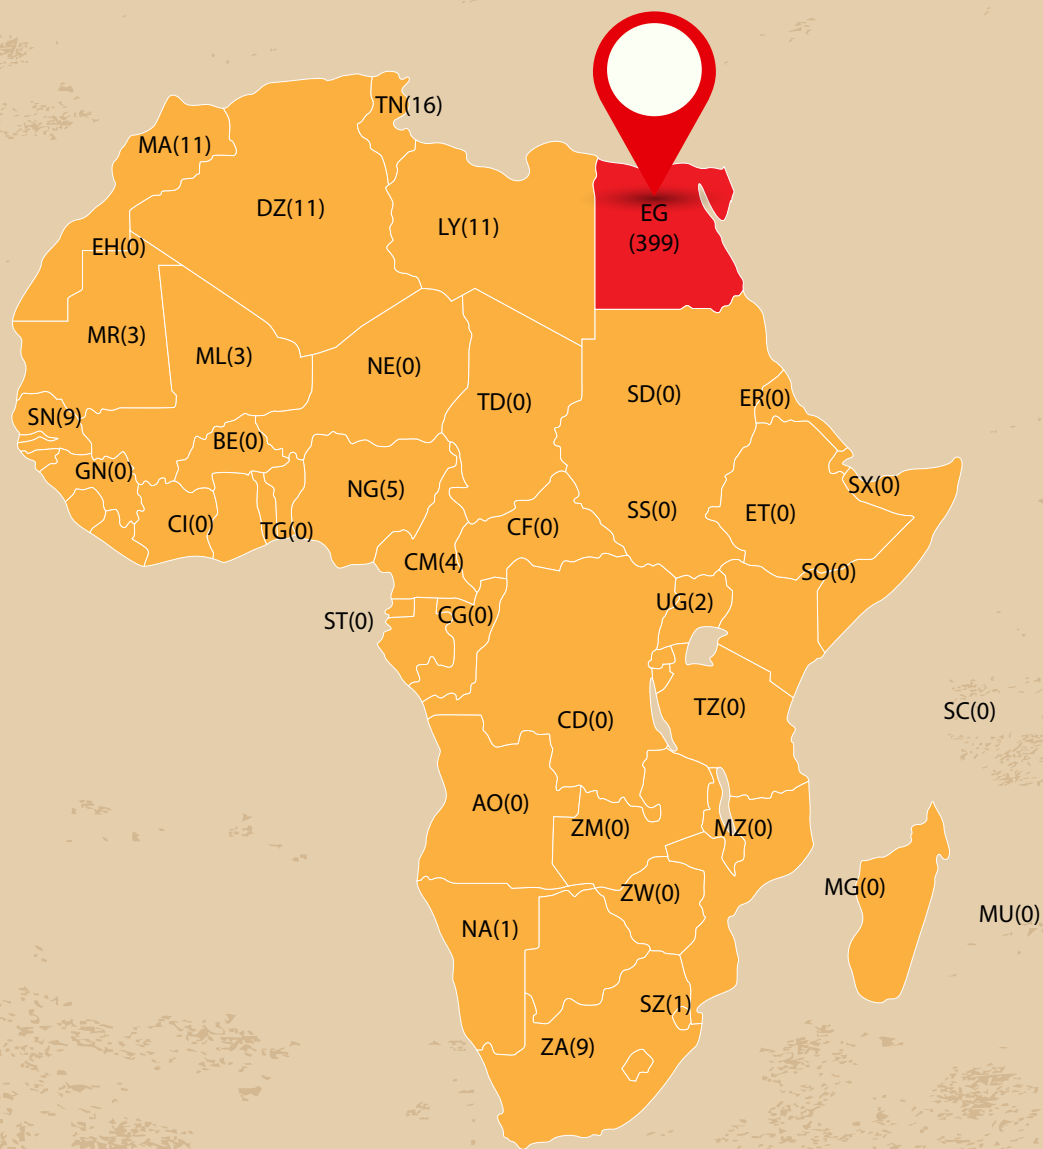 TN(16)
MA(11)
DZ(11)
LY(11)
EG
(399)
EH(0)
MR(3)
ML(3)
NE(0)
TD(0)
SD(0)
ER(0)
SN(9)
BE(0)
GN(0)
NG(5)
SX(0)
CI(0)
TG(0)
CF(0)
SS(0)
ET(0)
CM(4)
SO(0)
ST(0)
CG(0)
UG(2)
CD(0)
TZ(0)
SC(0)
AO(0)
ZM(0)
MZ(0)
MG(0)
ZW(0)
MU(0)
NA(1)
SZ(1)
ZA(9)